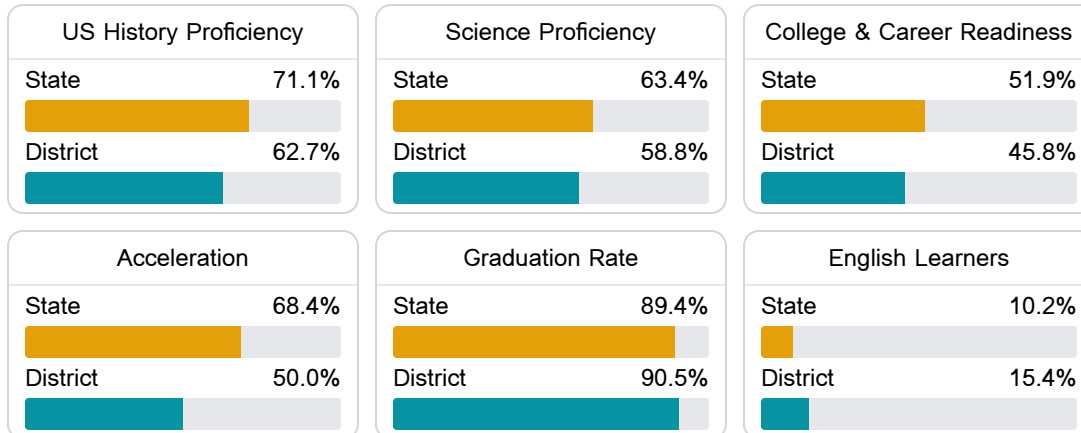 US History Proficiency
State 71.1%
District 62.7%
Science Proficiency
State 63.4%
District 58.8%
College & Career Readiness
State 51.9%
District 45.8%
Acceleration
State 68.4%
District 50.0%
Graduation Rate
State 89.4%
District 90.5%
English Learners
State 10.2%
District 15.4%